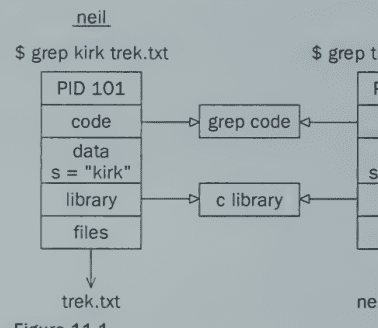 neil
$ grep kirk trek.txt
$ grep t
PID 101
code
grep code
data
s = "kirk"
s
library
c library
files
trek.txt
ne
Figure 11-1